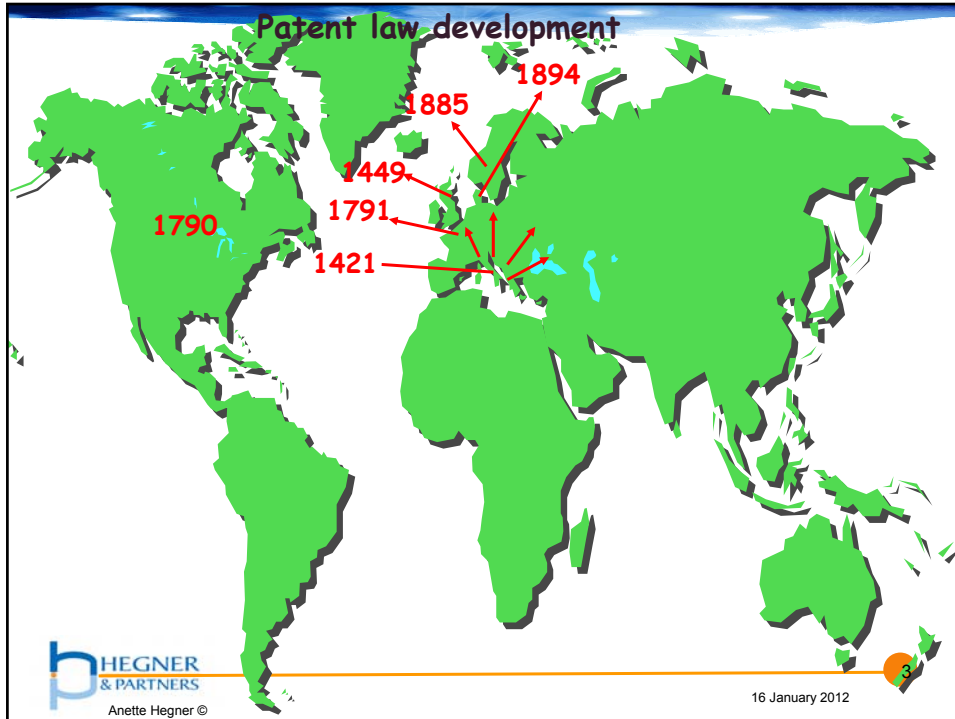 Patent law development
1894
1885
1449
1791
1790
1421
HEGNER
& PARTNERS
Anette Hegner ©
16 January 2012
3